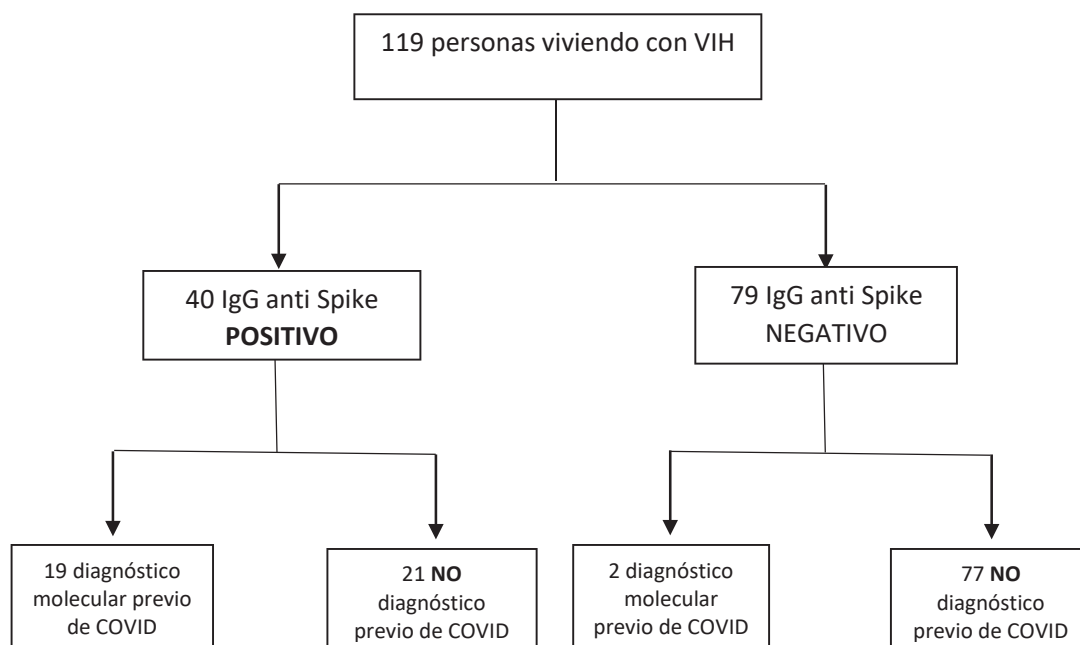 119 personas viviendo con VIH
40 IgG anti Spike
POSITIVO
79 IgG anti Spike
NEGATIVO
19 diagnóstico
molecular previo
de COVID
21 NO
diagnóstico
previo de COVID
2 diagnóstico
molecular
previo de COVID
77 NO
diagnóstico
previo de COVID